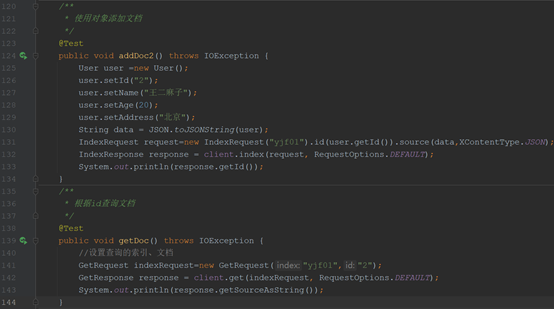 120 /**
121 * 使用对象添加文档
122 */
123 @Test
124 public void addDoc2() throws IOException {
125 User user =new User();
126 user.setId("2");
127 user.setName("王二麻子");
128 user.setAge(20);
129 user.setAddress("北京");
130 String data = JSON.toJSONString(user);
131 IndexRequest request=new IndexRequest("yjf01").id(user.getId()).source(data,XContentType.JSON);
132 IndexResponse response = client.index(request, RequestOptions.DEFAULT);
133 System.out.println(response.getId());
134 }
135 /**
136 * 根据id查询文档
137 */
138 @Test
139 public void getDoc() throws IOException {
140 //设置查询的索引、文档
141 GetRequest indexRequest=new GetRequest( index: "yjf01", id: "2");
142 GetResponse response = client.get(indexRequest, RequestOptions.DEFAULT);
143 System.out.println(response.getSourceAsString());
144 }